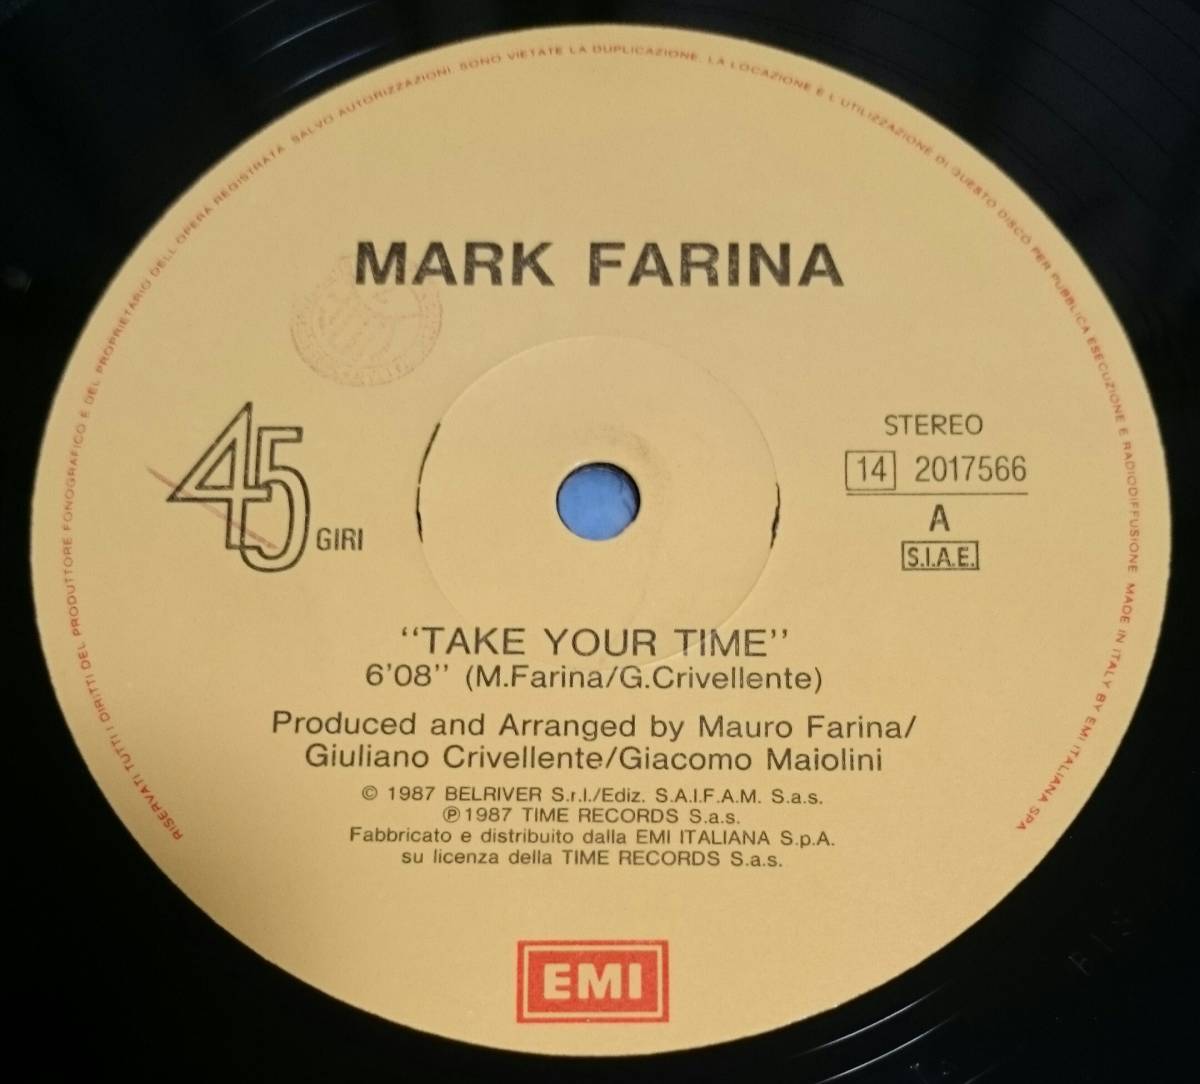 RISERVATI TUTTI I DIRITTI DEL PRODUTTORE FONOGRAFICO E DEL PROPRIETARIO DELL'OPERA REGISTRATA. SALVO AUTORIZZAZIONI, SONO VIETATE LA DUPLICAZIONE, LA LOCAZIONE E L'UTILIZZAZIONE DI QUESTO DISCO PER PUBBLICA ESECUZIONE E RADIODIFFUSIONE MADE IN ITALY BY EMI ITALIANA SPA
MARK FARINA
45 GIRI
STEREO
14 2017566
A
S.I.A.E.
"TAKE YOUR TIME"
6'08" (M.Farina/G.Crivellente)
Produced and Arranged by Mauro Farina/
Giuliano Crivellente/Giacomo Maiolini
© 1987 BELRIVER S.r.l./Ediz. S.A.I.F.A.M. S.a.s.
℗ 1987 TIME RECORDS S.a.s.
Fabbricato e distribuito dalla EMI ITALIANA S.p.A.
su licenza della TIME RECORDS S.a.s.
EMI